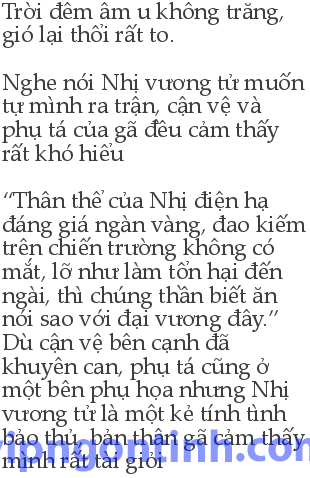 Trời đêm âm u không trăng,
gió lại thổi rất to.
Nghe nói Nhị vương tử muốn
tự mình ra trận, cận vệ và
phụ tá của gã đều cảm thấy
rất khó hiểu
“Thân thể của Nhị điện hạ
đáng giá ngàn vàng, đao kiếm
trên chiến trường không có
mắt, lỡ như làm tổn hại đến
ngài, thì chúng thần biết ăn
nói sao với đại vương đây.”
Dù cận vệ bên cạnh đã
khuyên can, phụ tá cũng ở
một bên phụ họa nhưng Nhị
vương tử là một kẻ tính tình
bảo thủ, bản thân gã cảm thấy
mình rất tài giỏi
vipngontinh.com